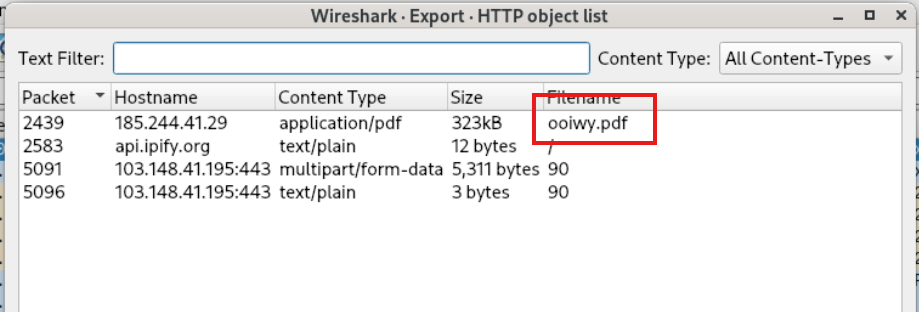 Wireshark · Export · HTTP object list
Text Filter: Content Type: All Content-Types
Packet Hostname Content Type Size Filename
2439 185.244.41.29 application/pdf 323kB ooiwy.pdf
2583 api.ipify.org text/plain 12 bytes /
5091 103.148.41.195:443 multipart/form-data 5,311 bytes 90
5096 103.148.41.195:443 text/plain 3 bytes 90